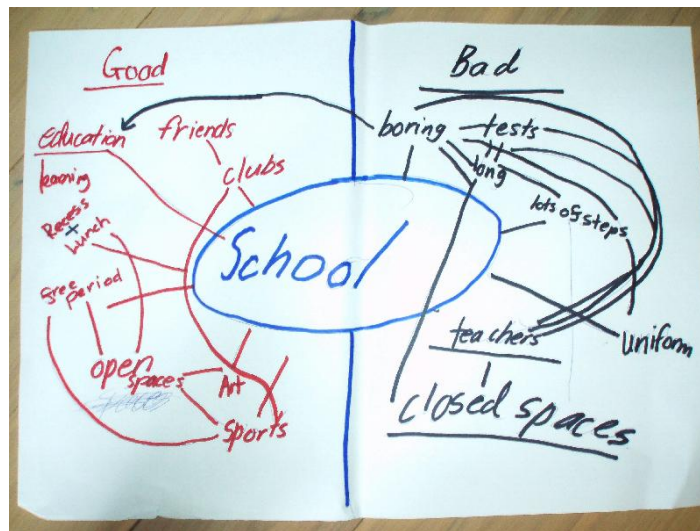 Good
education
learning
friends
clubs
Recess
+
lunch
free period
open
spaces
Art
sports
School
Bad
boring
tests
long
lots of steps
teachers
uniform
closed spaces